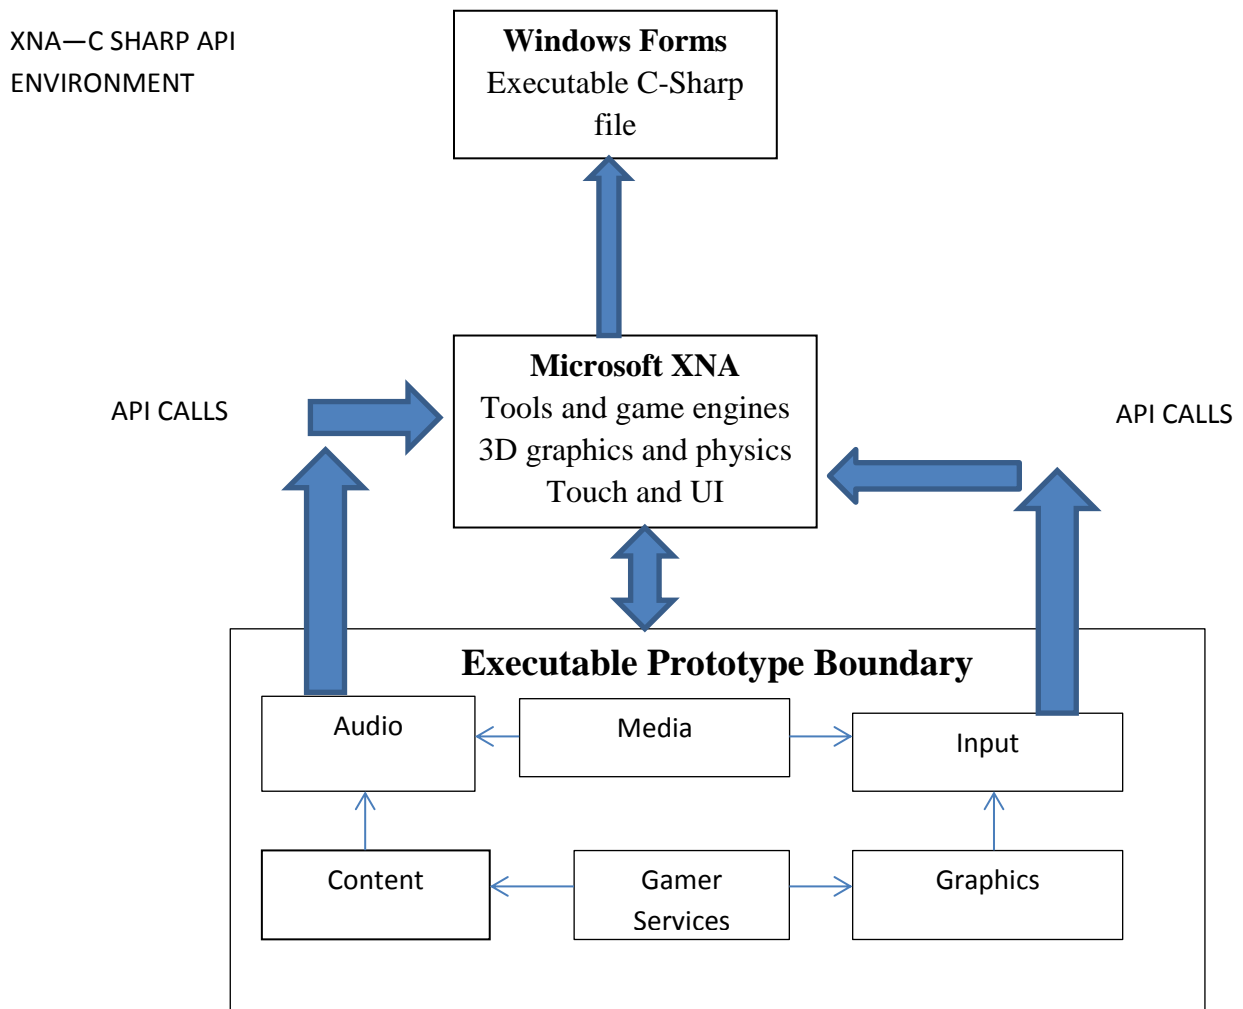 XNA—C SHARP API
ENVIRONMENT
Windows Forms
Executable C-Sharp
file
Microsoft XNA
Tools and game engines
3D graphics and physics
Touch and UI
API CALLS
API CALLS
Executable Prototype Boundary
Audio
Media
Input
Content
Gamer
Services
Graphics